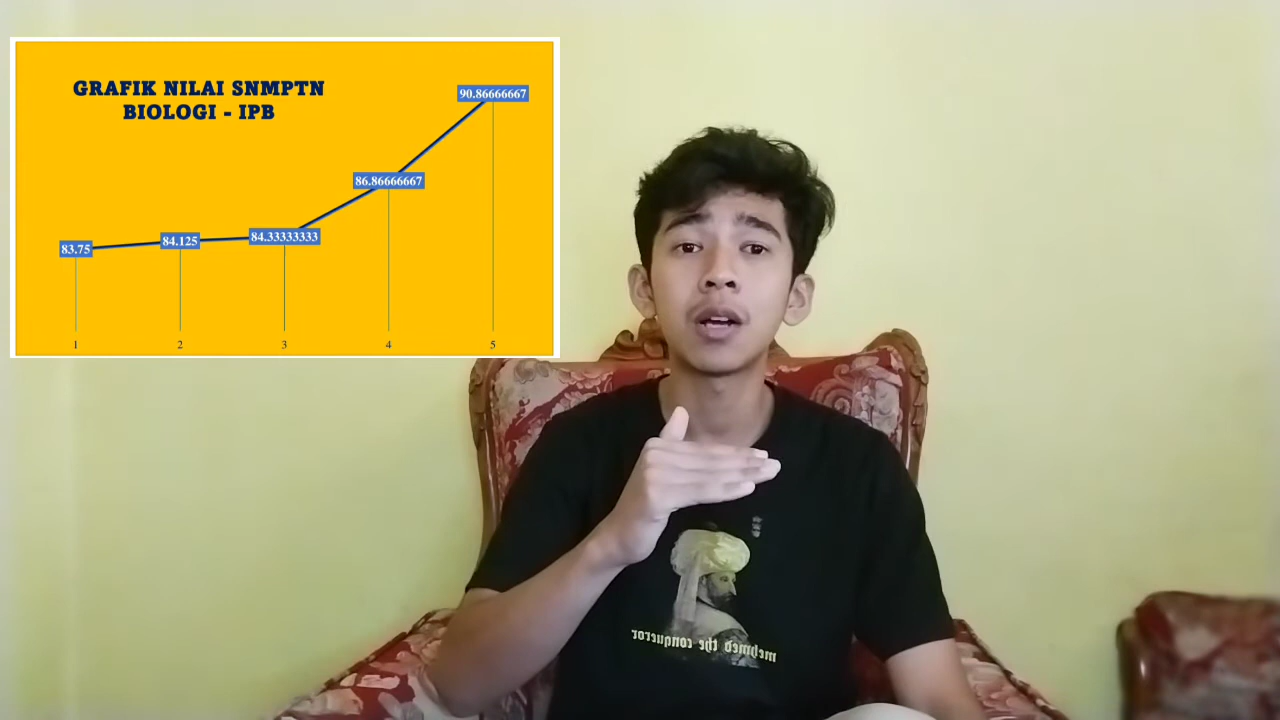 GRAFIK NILAI SNMPTN
BIOLOGI - IPB
90.86666667
86.86666667
84.33333333
84.125
83.75
1 2 3 4 5
mehmed the conqueror